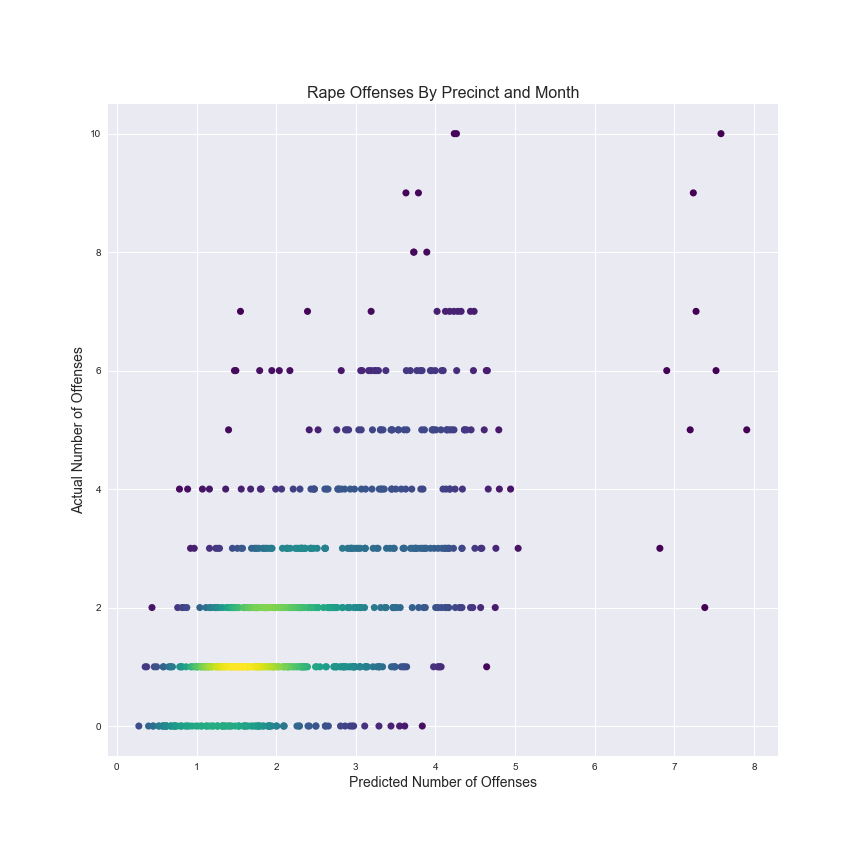 Rape Offenses By Precinct and Month
Actual Number of Offenses
10
8
6
4
2
0
0 1 2 3 4 5 6 7 8
Predicted Number of Offenses